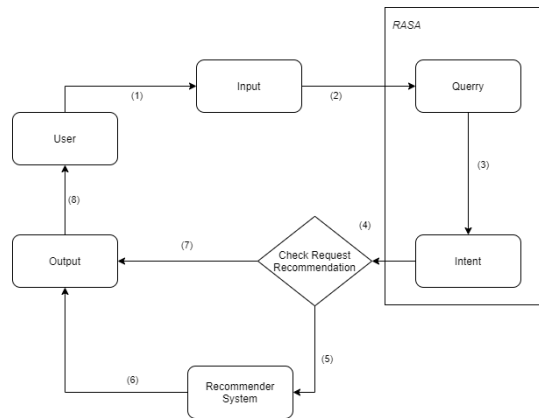 RASA
(1)
Input
(2)
Querry
User
(3)
(8)
(4)
(7)
Output
Check Request
Recommendation
Intent
(5)
(6)
Recommender
System